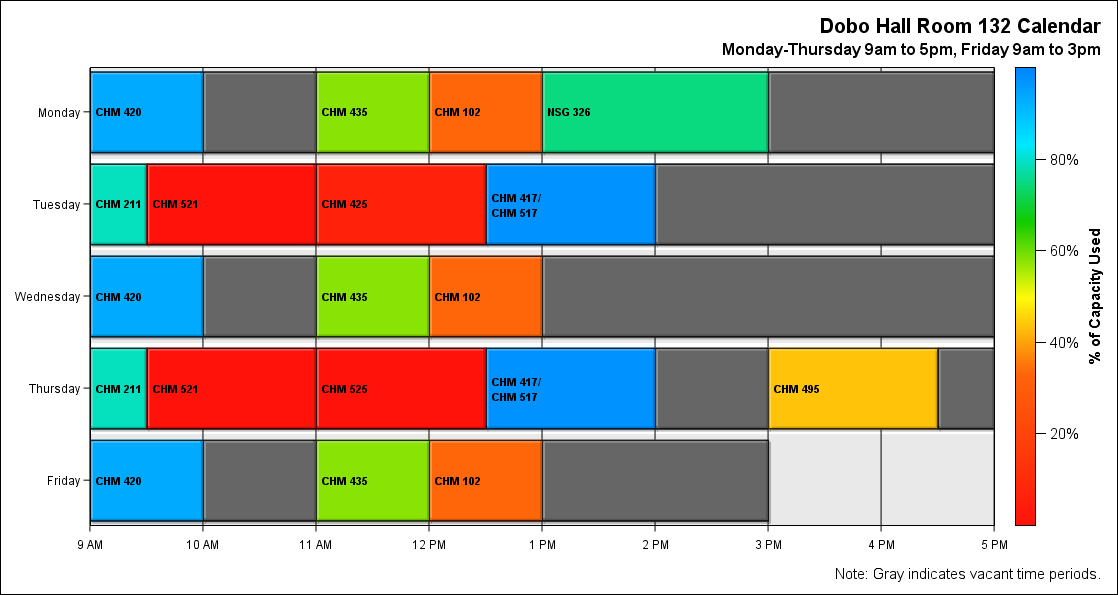 Dobo Hall Room 132 Calendar
Monday-Thursday 9am to 5pm, Friday 9am to 3pm
Monday
CHM 420
CHM 435
CHM 102
NSG 326
Tuesday
CHM 211
CHM 521
CHM 425
CHM 417/
CHM 517
Wednesday
CHM 420
CHM 435
CHM 102
Thursday
CHM 211
CHM 521
CHM 525
CHM 417/
CHM 517
CHM 495
Friday
CHM 420
CHM 435
CHM 102
9 AM
10 AM
11 AM
12 PM
1 PM
2 PM
3 PM
4 PM
5 PM
80%
60%
40%
20%
% of Capacity Used
Note: Gray indicates vacant time periods.